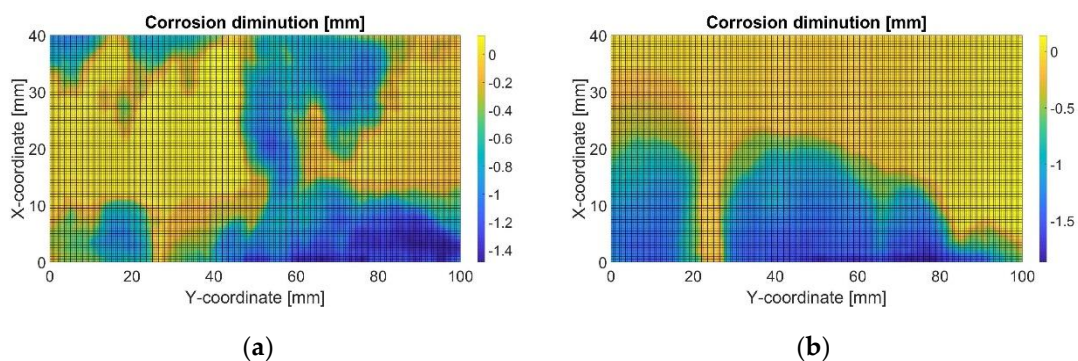 Corrosion diminution [mm]
40
30
20
10
0
X-coordinate [mm]
0 20 40 60 80 100
Y-coordinate [mm]
0
-0.2
-0.4
-0.6
-0.8
-1
-1.2
-1.4
(a)
Corrosion diminution [mm]
40
30
20
10
0
X-coordinate [mm]
0 20 40 60 80 100
Y-coordinate [mm]
0
-0.5
-1
-1.5
(b)